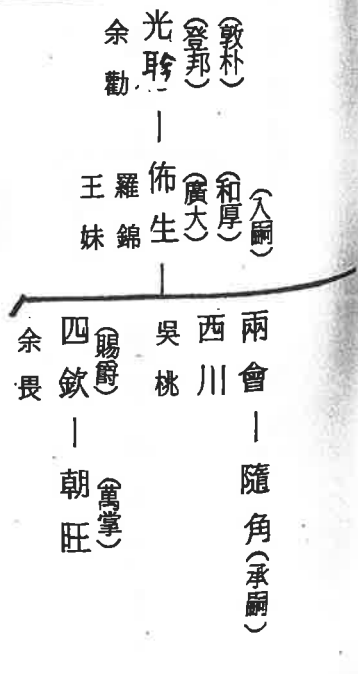 (敦朴)
(登邦)
光聆
余勸
(入嗣)
(和厚)
(廣大)
佈生
羅錦
王妹
兩會—隨角(承嗣)
西川
吳桃
(賜爵)
四欽—朝旺
(萬掌)
余畏